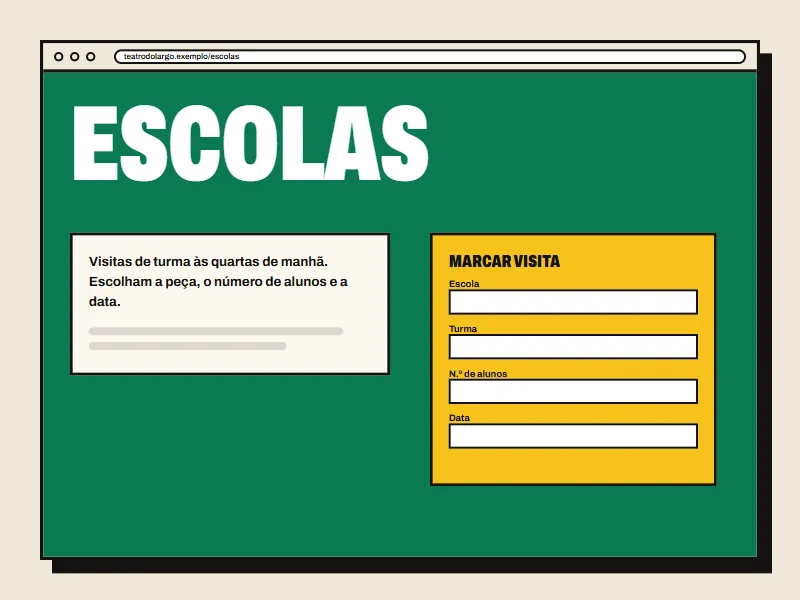 teatrodolargo.exemplo/escolas
ESCOLAS
Visitas de turma às quartas de manhã.
Escolham a peça, o número de alunos e a
data.
MARCAR VISITA
Escola
Turma
N.º de alunos
Data